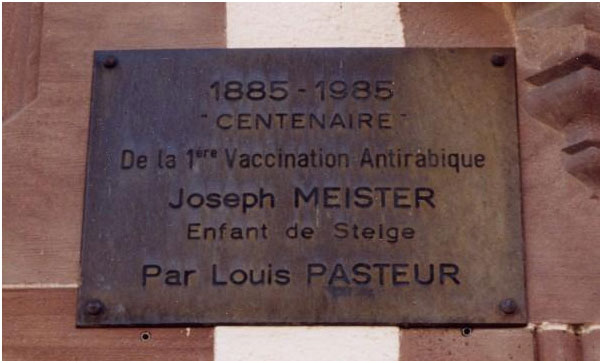 1885 - 1985
"CENTENAIRE"
De la 1ère Vaccination Antirabique
Joseph MEISTER
Enfant de Steige
Par Louis PASTEUR